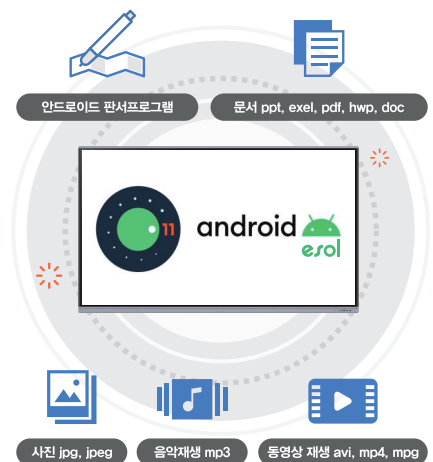 안드로이드 판서프로그램
문서 ppt, exel, pdf, hwp, doc
11
android
esol
사진 jpg, jpeg
음악재생 mp3
동영상 재생 avi, mp4, mpg